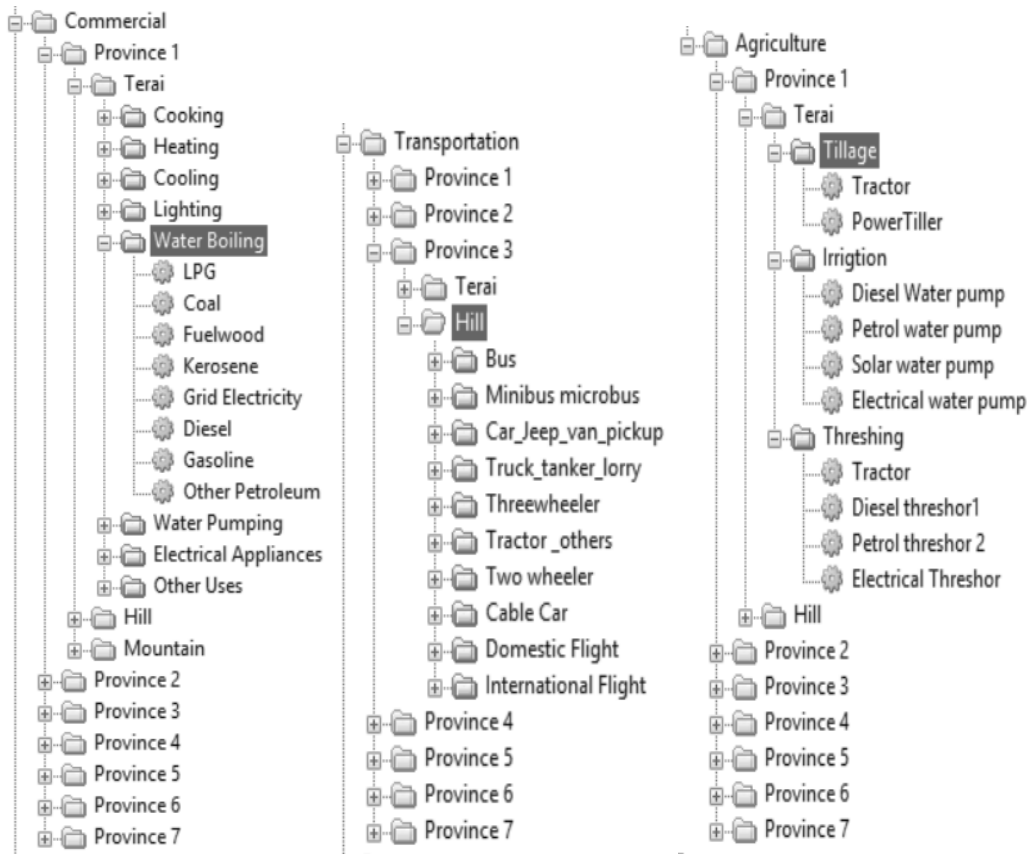 Commercial
Province 1
Terai
Cooking
Heating
Cooling
Lighting
Water Boiling
LPG
Coal
Fuelwood
Kerosene
Grid Electricity
Diesel
Gasoline
Other Petroleum
Water Pumping
Electrical Appliances
Other Uses
Hill
Mountain
Province 2
Province 3
Province 4
Province 5
Province 6
Province 7
Transportation
Province 1
Province 2
Province 3
Terai
Hill
Bus
Minibus microbus
Car_Jeep_van_pickup
Truck_tanker_lorry
Threewheeler
Tractor _others
Two wheeler
Cable Car
Domestic Flight
International Flight
Province 4
Province 5
Province 6
Province 7
Agriculture
Province 1
Terai
Tillage
Tractor
PowerTiller
Irrigtion
Diesel Water pump
Petrol water pump
Solar water pump
Electrical water pump
Threshing
Tractor
Diesel threshor1
Petrol threshor 2
Electrical Threshor
Hill
Province 2
Province 3
Province 4
Province 5
Province 6
Province 7